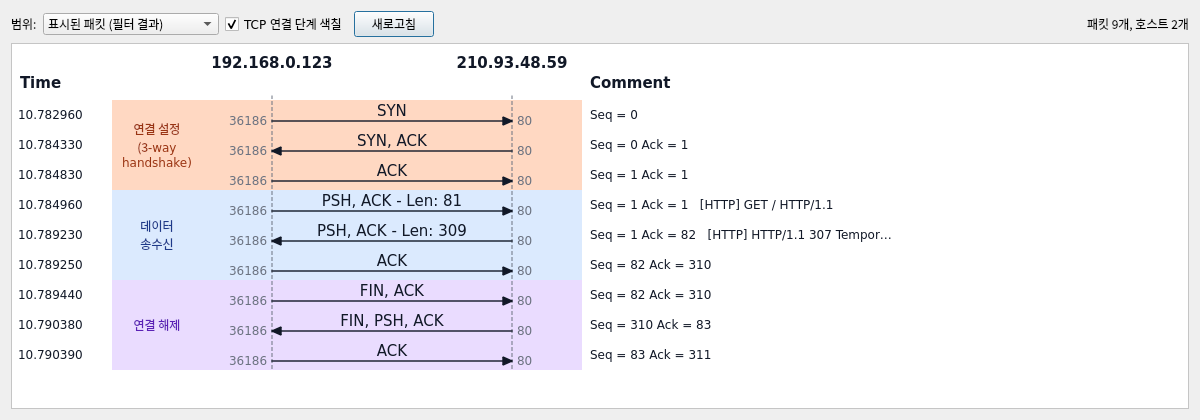 범위: 표시된 패킷 (필터 결과) TCP 연결 단계 색칠 새로고침 패킷 9개, 호스트 2개
192.168.0.123 210.93.48.59
Time Comment
10.782960 36186 SYN 80 Seq = 0
연결 설정
(3-way
handshake)
10.784330 36186 SYN, ACK 80 Seq = 0 Ack = 1
10.784830 36186 ACK 80 Seq = 1 Ack = 1
10.784960 36186 PSH, ACK - Len: 81 80 Seq = 1 Ack = 1 [HTTP] GET / HTTP/1.1
데이터
송수신
10.789230 36186 PSH, ACK - Len: 309 80 Seq = 1 Ack = 82 [HTTP] HTTP/1.1 307 Tempor…
10.789250 36186 ACK 80 Seq = 82 Ack = 310
10.789440 36186 FIN, ACK 80 Seq = 82 Ack = 310
연결 해제
10.790380 36186 FIN, PSH, ACK 80 Seq = 310 Ack = 83
10.790390 36186 ACK 80 Seq = 83 Ack = 311